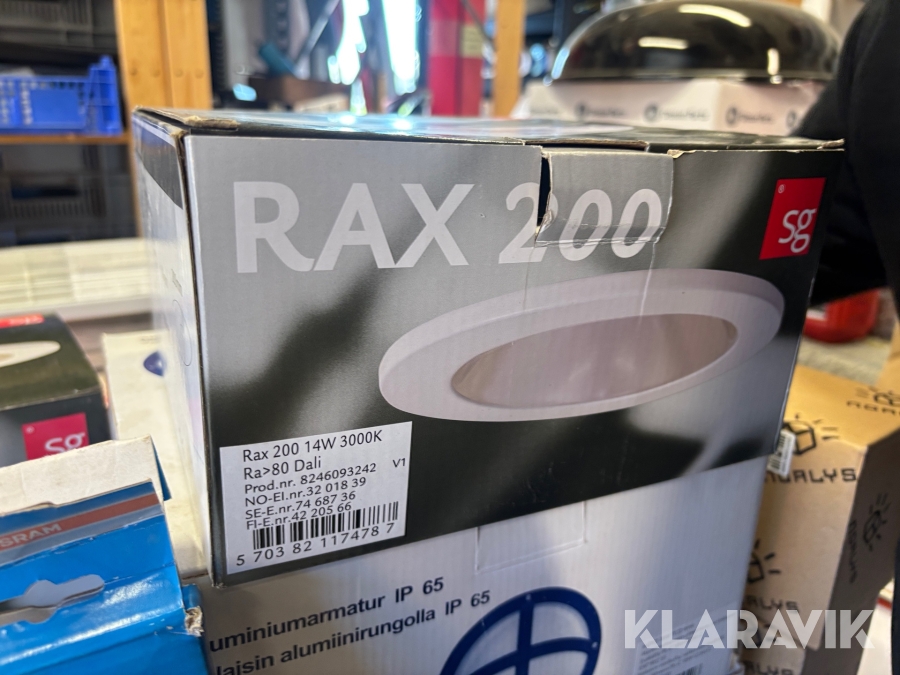 RAX 200
sg
Rax 200 14W 3000K
Ra>80 Dali
Prod.nr. 8246093242 V1
NO-El.nr.32 018 39
SE-E.nr.74 687 36
FI-E.nr.42 205 66
5 703 82 117478 7
sg
SRAM
uminiumarmatur IP 65
laisin alumiinirungolla IP 65
KLARAVIK